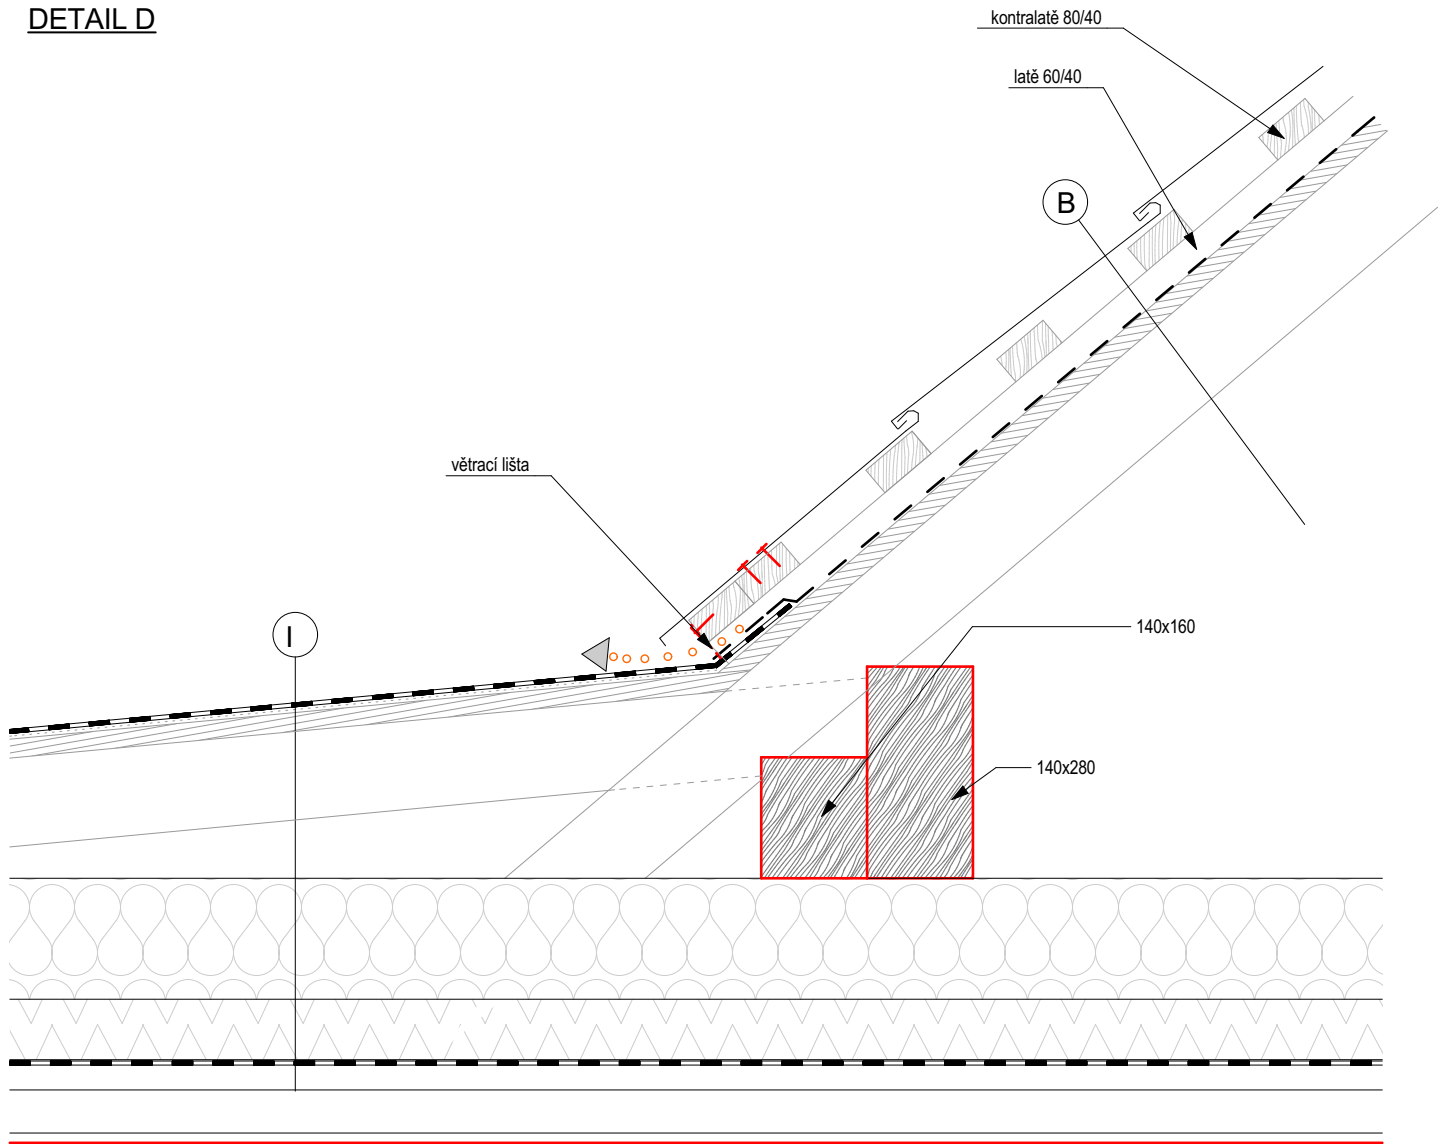 DETAIL D
kontralatě 80/40
latě 60/40
B
větrací lišta
I
140x160
140x280